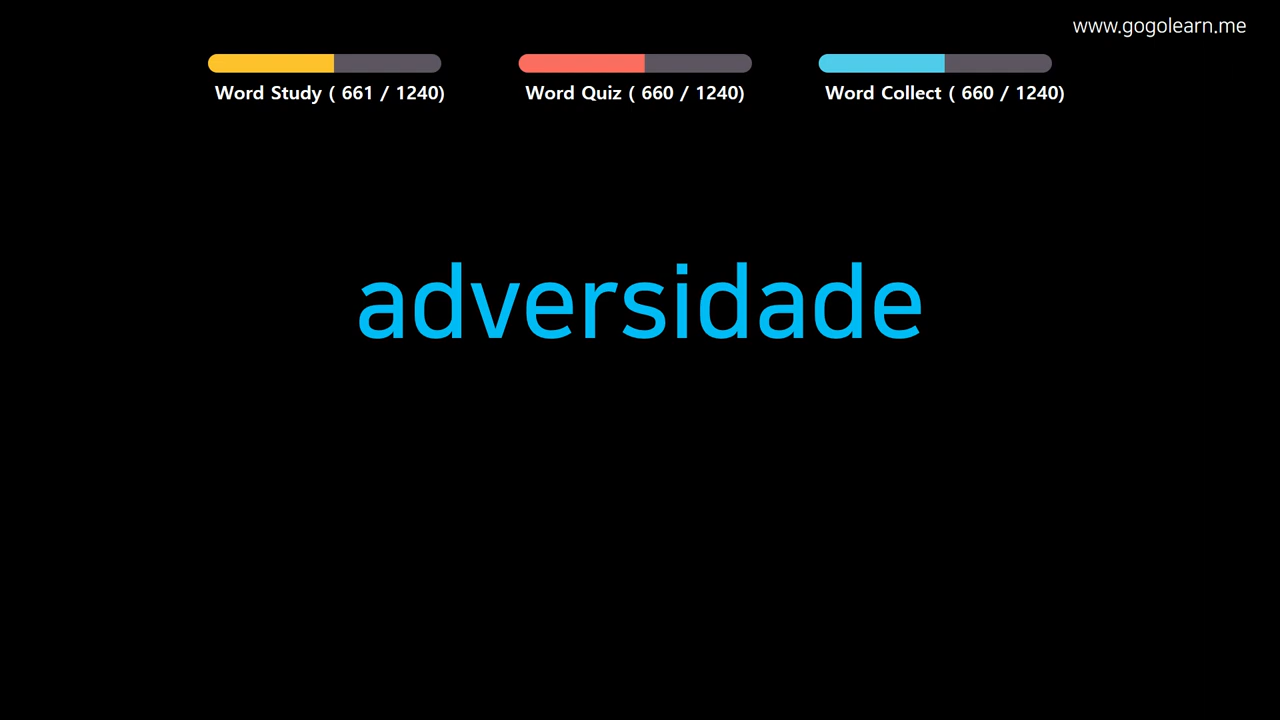 www.gogolearn.me
Word Study ( 661 / 1240)
Word Quiz ( 660 / 1240)
Word Collect ( 660 / 1240)
adversidade